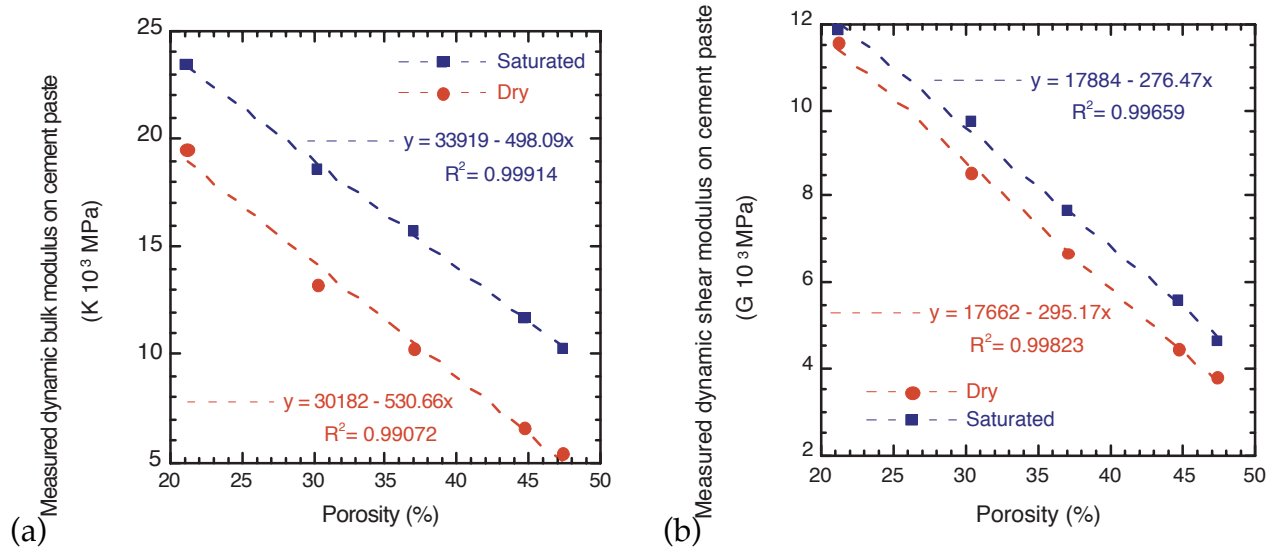 Measured dynamic bulk modulus on cement paste
(K 10³ MPa)
25
20
15
10
5
Saturated
Dry
y = 33919 - 498.09x
R² = 0.99914
y = 30182 - 530.66x
R² = 0.99072
20 25 30 35 40 45 50
Porosity (%)
(a)
Measured dynamic shear modulus on cement paste
(G 10³ MPa)
12
10
8
6
4
2
y = 17884 - 276.47x
R² = 0.99659
y = 17662 - 295.17x
R² = 0.99823
Dry
Saturated
20 25 30 35 40 45 50
Porosity (%)
(b)